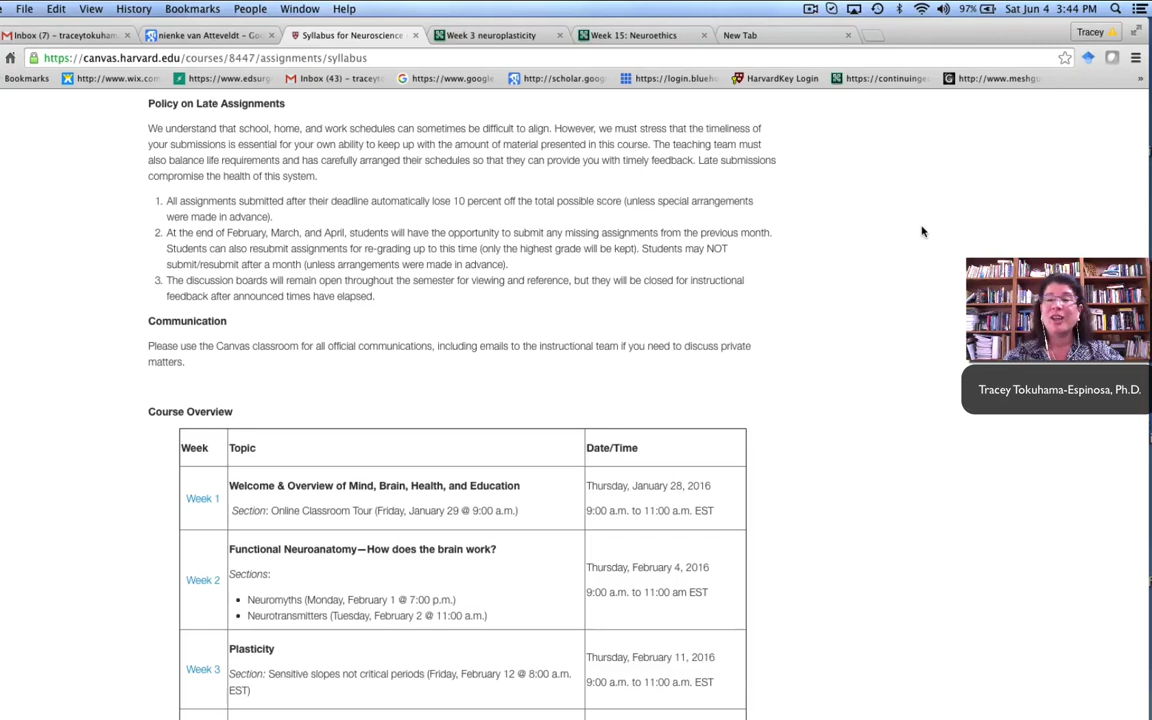 File Edit View History Bookmarks People Window Help 97% Sat Jun 4 3:44 PM
Inbox (7) – traceytokuham nienke van Atteveldt – Go Syllabus for Neuroscience Week 3 neuroplasticity Week 15: Neuroethics New Tab Tracey
https://canvas.harvard.edu/courses/8447/assignments/syllabus
Bookmarks http://www.wix.com https://www.edsurg Inbox (43) – traceyt https://www.google http://scholar.goog https://login.blueho HarvardKey Login https://continuinge http://www.meshg »
Policy on Late Assignments
We understand that school, home, and work schedules can sometimes be difficult to align. However, we must stress that the timeliness of
your submissions is essential for your own ability to keep up with the amount of material presented in this course. The teaching team must
also balance life requirements and has carefully arranged their schedules so that they can provide you with timely feedback. Late submissions
compromise the health of this system.
1. All assignments submitted after their deadline automatically lose 10 percent off the total possible score (unless special arrangements
were made in advance).
2. At the end of February, March, and April, students will have the opportunity to submit any missing assignments from the previous month.
Students can also resubmit assignments for re-grading up to this time (only the highest grade will be kept). Students may NOT
submit/resubmit after a month (unless arrangements were made in advance).
3. The discussion boards will remain open throughout the semester for viewing and reference, but they will be closed for instructional
feedback after announced times have elapsed.
Communication
Please use the Canvas classroom for all official communications, including emails to the instructional team if you need to discuss private
matters.
Tracey Tokuhama-Espinosa, Ph.D.
Course Overview
Week Topic Date/Time
Week 1
Welcome & Overview of Mind, Brain, Health, and Education
Section: Online Classroom Tour (Friday, January 29 @ 9:00 a.m.)
Thursday, January 28, 2016
9:00 a.m. to 11:00 a.m. EST
Week 2
Functional Neuroanatomy—How does the brain work?
Sections:
• Neuromyths (Monday, February 1 @ 7:00 p.m.)
• Neurotransmitters (Tuesday, February 2 @ 11:00 a.m.)
Thursday, February 4, 2016
9:00 a.m. to 11:00 am EST
Week 3
Plasticity
Section: Sensitive slopes not critical periods (Friday, February 12 @ 8:00 a.m.
EST)
Thursday, February 11, 2016
9:00 a.m. to 11:00 a.m. EST